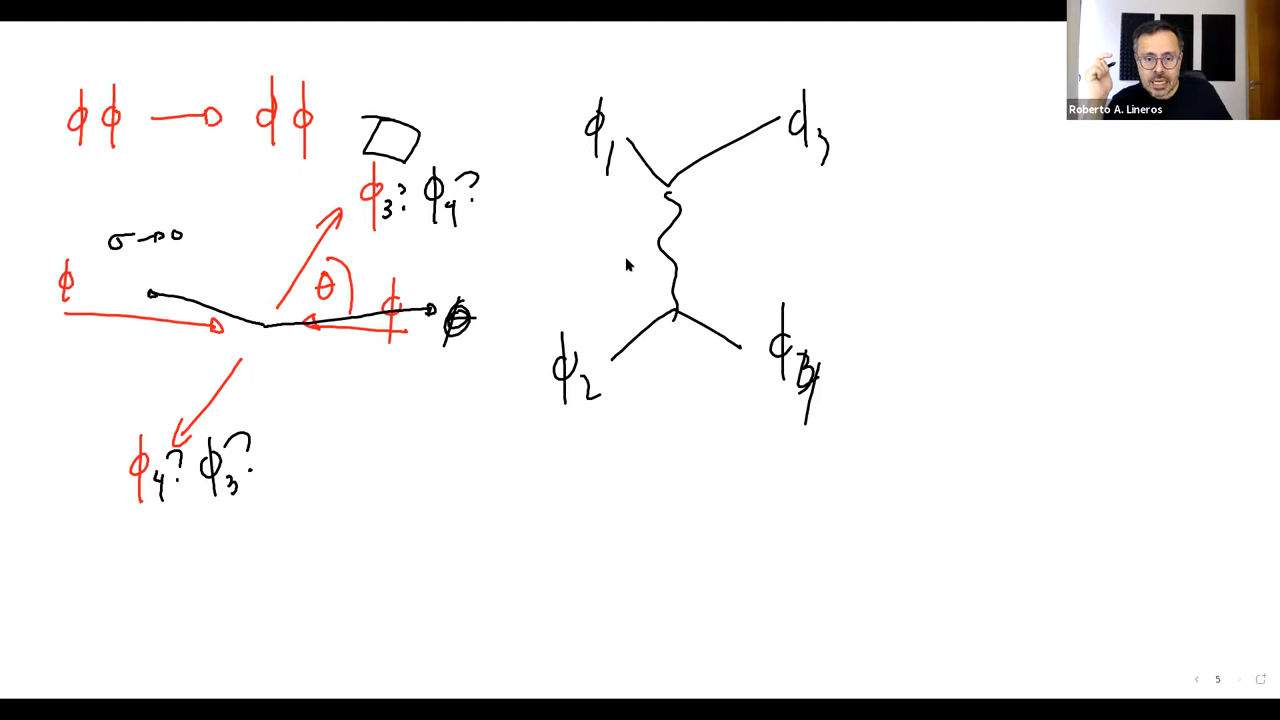 ϕ ϕ → ϕ ϕ
ϕ3? ϕ4?
σ → 0
ϕ
θ
ϕ
ϕ4? ϕ3?
ϕ1
ϕ3
ϕ2
ϕ4
Roberto A. Lineros
5